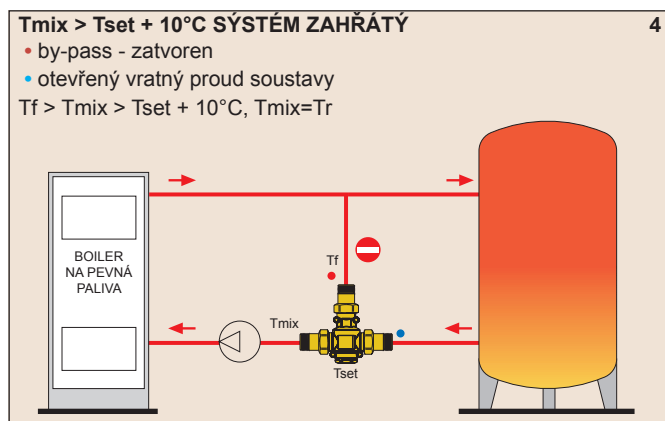 Tmix > Tset + 10°C SÝSTÉM ZAHŘÁTÝ 4
• by-pass - zatvoren
• otevřený vratný proud soustavy
Tf > Tmix > Tset + 10°C, Tmix=Tr
BOILER
NA PEVNÁ
PALIVA
Tf
Tmix
Tset